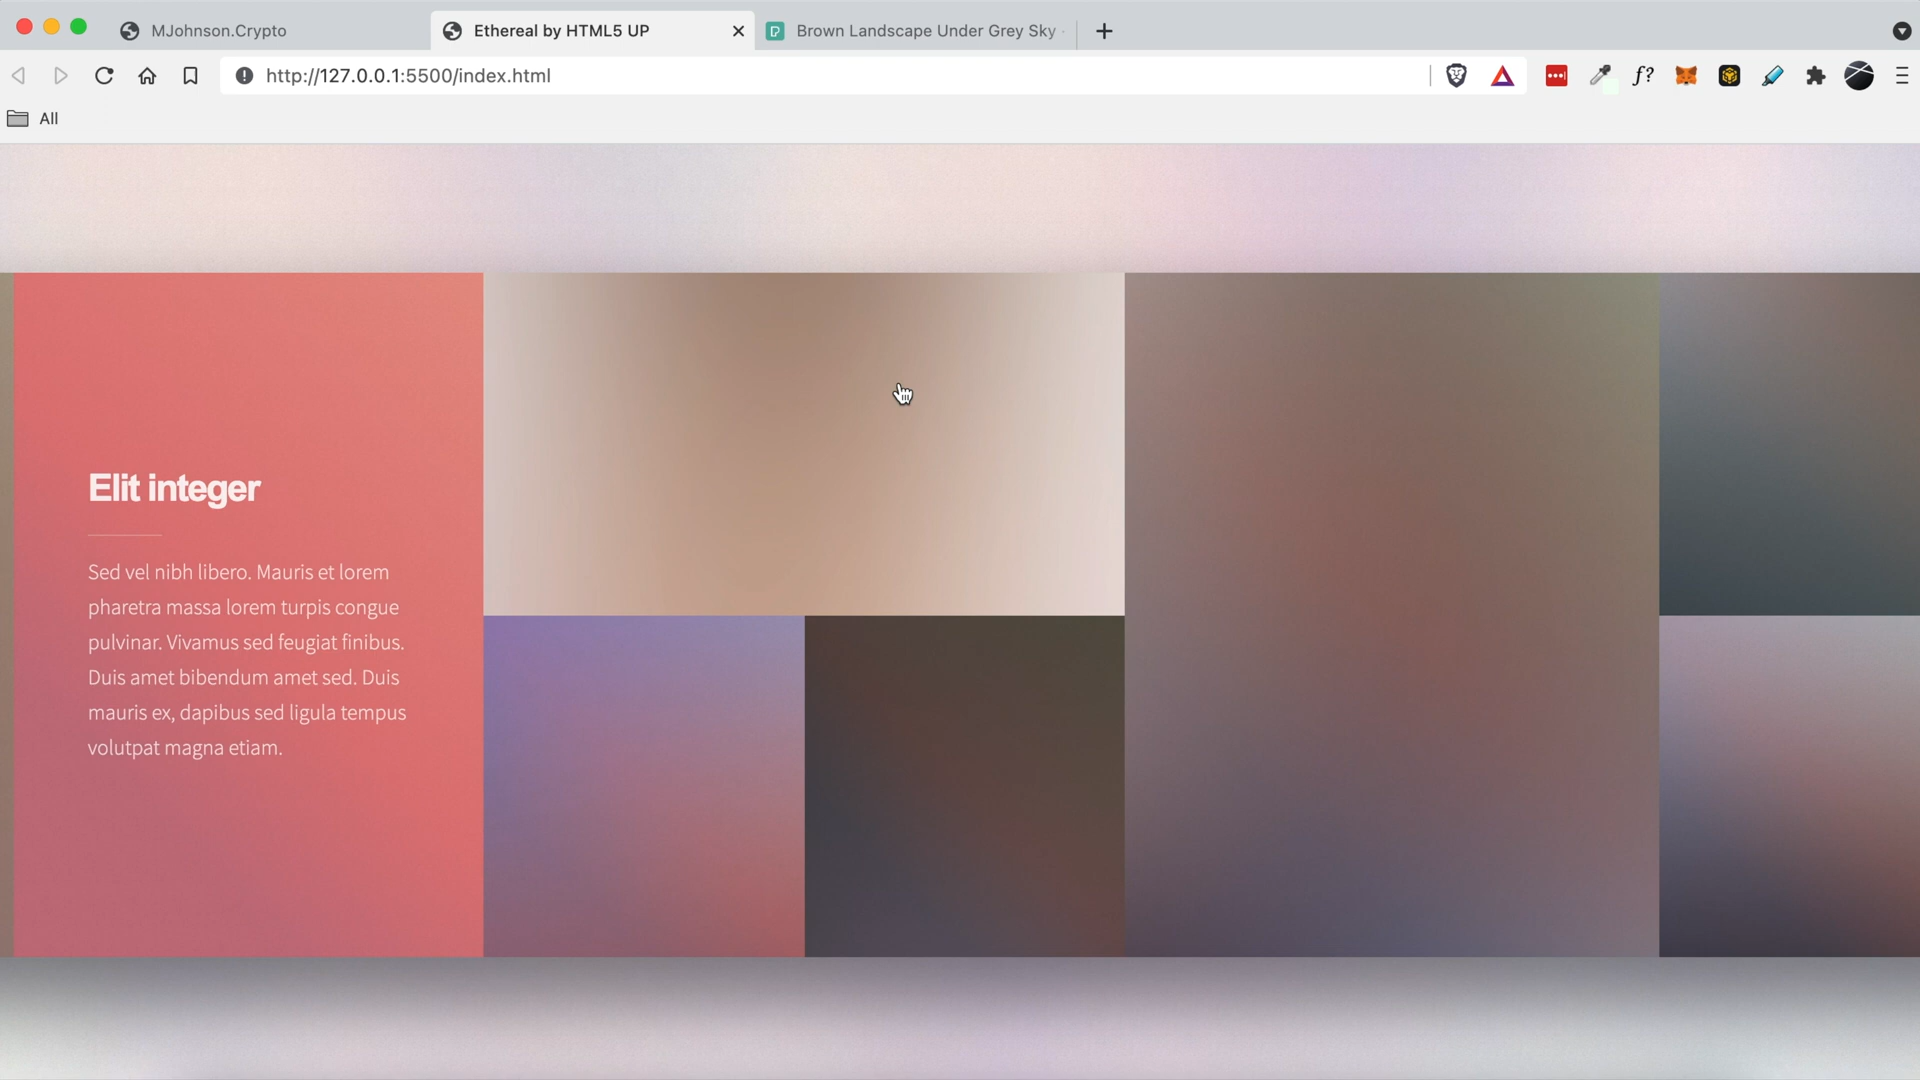 MJohnson.Crypto
Ethereal by HTML5 UP
Brown Landscape Under Grey Sky
http://127.0.0.1:5500/index.html
f?
All
Elit integer
Sed vel nibh libero. Mauris et lorem
pharetra massa lorem turpis congue
pulvinar. Vivamus sed feugiat finibus.
Duis amet bibendum amet sed. Duis
mauris ex, dapibus sed ligula tempus
volutpat magna etiam.